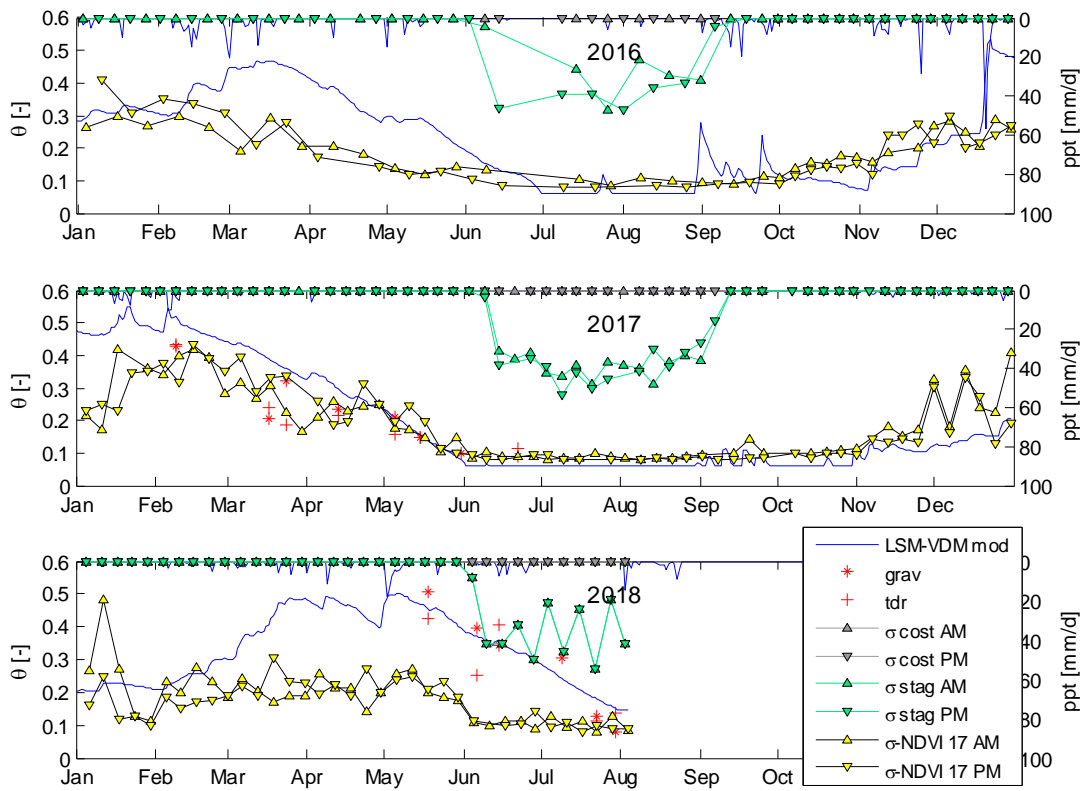 0.6
0.5
0.4
0.3
0.2
0.1
0
θ [-]
2016
0
20
40
60
80
100
ppt [mm/d]
Jan Feb Mar Apr May Jun Jul Aug Sep Oct Nov Dec
0.6
0.5
0.4
0.3
0.2
0.1
0
θ [-]
2017
0
20
40
60
80
100
ppt [mm/d]
Jan Feb Mar Apr May Jun Jul Aug Sep Oct Nov Dec
0.6
0.5
0.4
0.3
0.2
0.1
0
θ [-]
2018
0
20
40
60
80
100
ppt [mm/d]
Jan Feb Mar Apr May Jun Jul Aug Sep Oct
LSM-VDM mod
grav
tdr
σ cost AM
σ cost PM
σ stag AM
σ stag PM
σ-NDVI 17 AM
σ-NDVI 17 PM